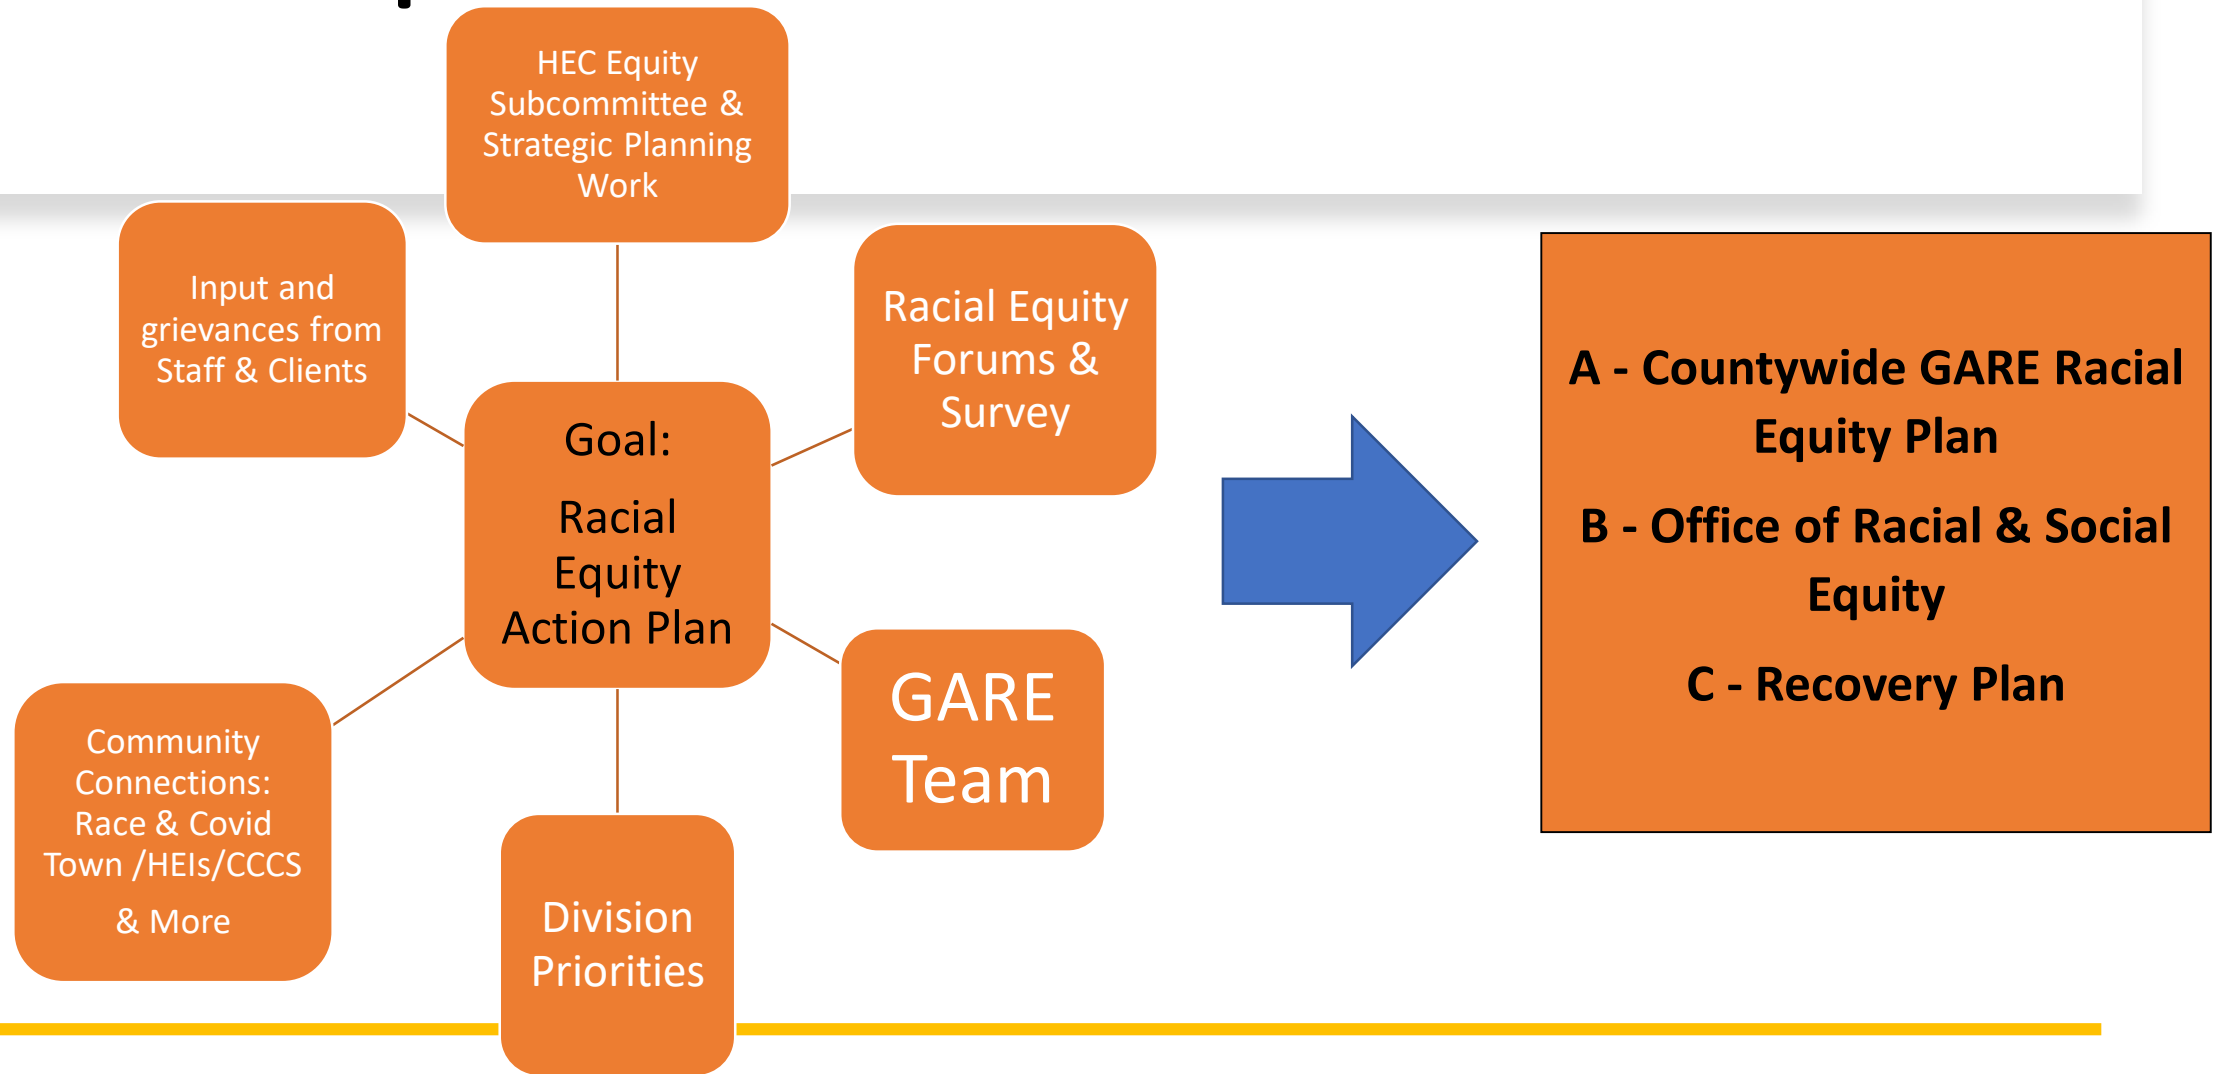 HEC Equity
Subcommittee &
Strategic Planning
Work
Input and
grievances from
Staff & Clients
Racial Equity
Forums &
Survey
Goal:
Racial
Equity
Action Plan
GARE
Team
Community
Connections:
Race & Covid
Town /HEIs/CCCS
& More
Division
Priorities
A - Countywide GARE Racial
Equity Plan
B - Office of Racial & Social
Equity
C - Recovery Plan